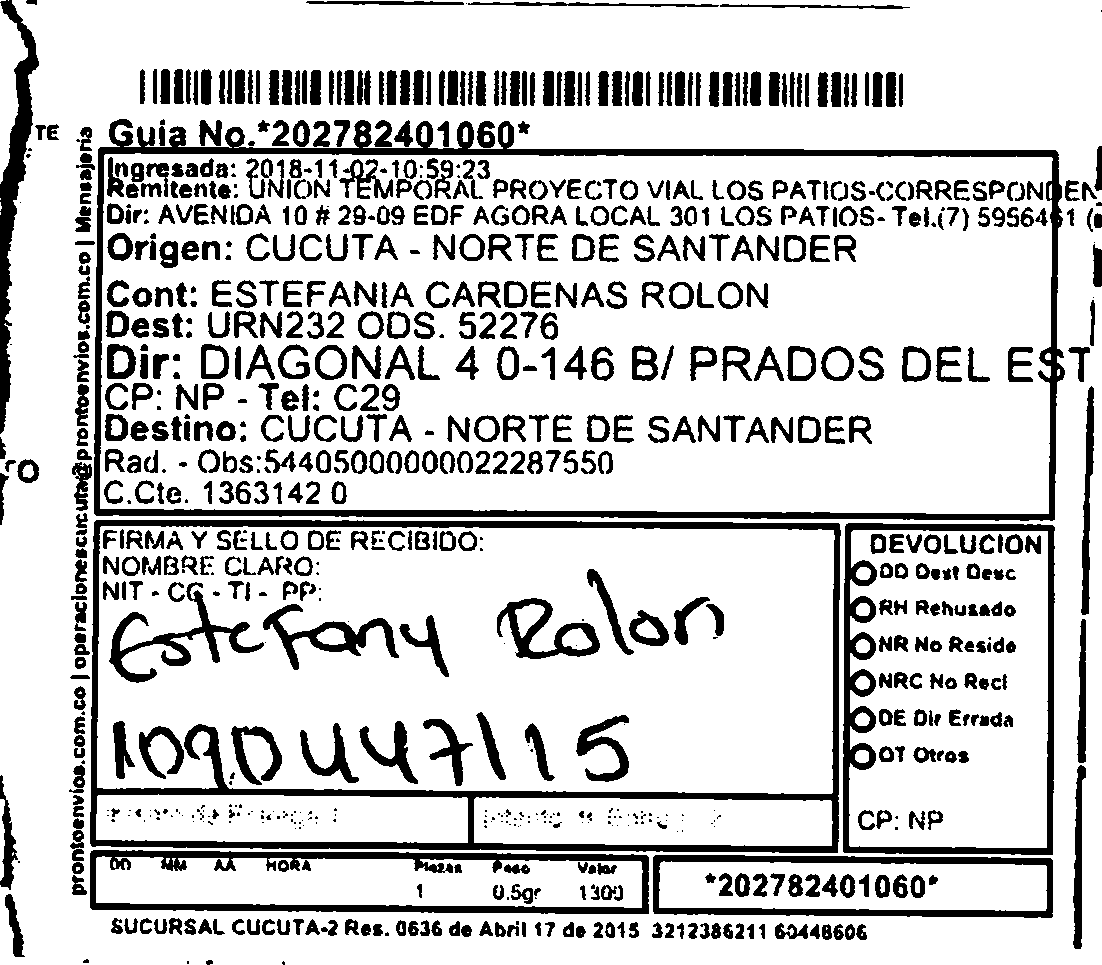 TE
Guia No.*202782401060*
Ingresada: 2018-11-02-10:59:23
Remitente: UNION TEMPORAL PROYECTO VIAL LOS PATIOS-CORRESPONDEN
Dir: AVENIDA 10 # 29-09 EDF AGORA LOCAL 301 LOS PATIOS- Tel.(7) 5956461 (
Origen: CUCUTA - NORTE DE SANTANDER
Cont: ESTEFANIA CARDENAS ROLON
Dest: URN232 ODS. 52276
Dir: DIAGONAL 4 0-146 B/ PRADOS DEL EST
CP: NP - Tel: C29
Destino: CUCUTA - NORTE DE SANTANDER
Rad. - Obs:54405000000022287550
C.Cte. 1363142 0
prontoenvios.com.co | operacionescucuta@prontoenvios.com.co | Mensajeria
TO
FIRMA Y SELLO DE RECIBIDO:
NOMBRE CLARO:
NIT - CC - TI - PP:
Estefany Rolon
1090447115
DEVOLUCION
DD Dest Desc
RH Rehusado
NR No Reside
NRC No Recl
DE Dir Errada
OT Otros
CP: NP
DD MM AA HORA Piezas Peso Valor
1 0.5gr 1300
*202782401060*
SUCURSAL CUCUTA-2 Res. 0636 de Abril 17 de 2015 3212386211 60448606